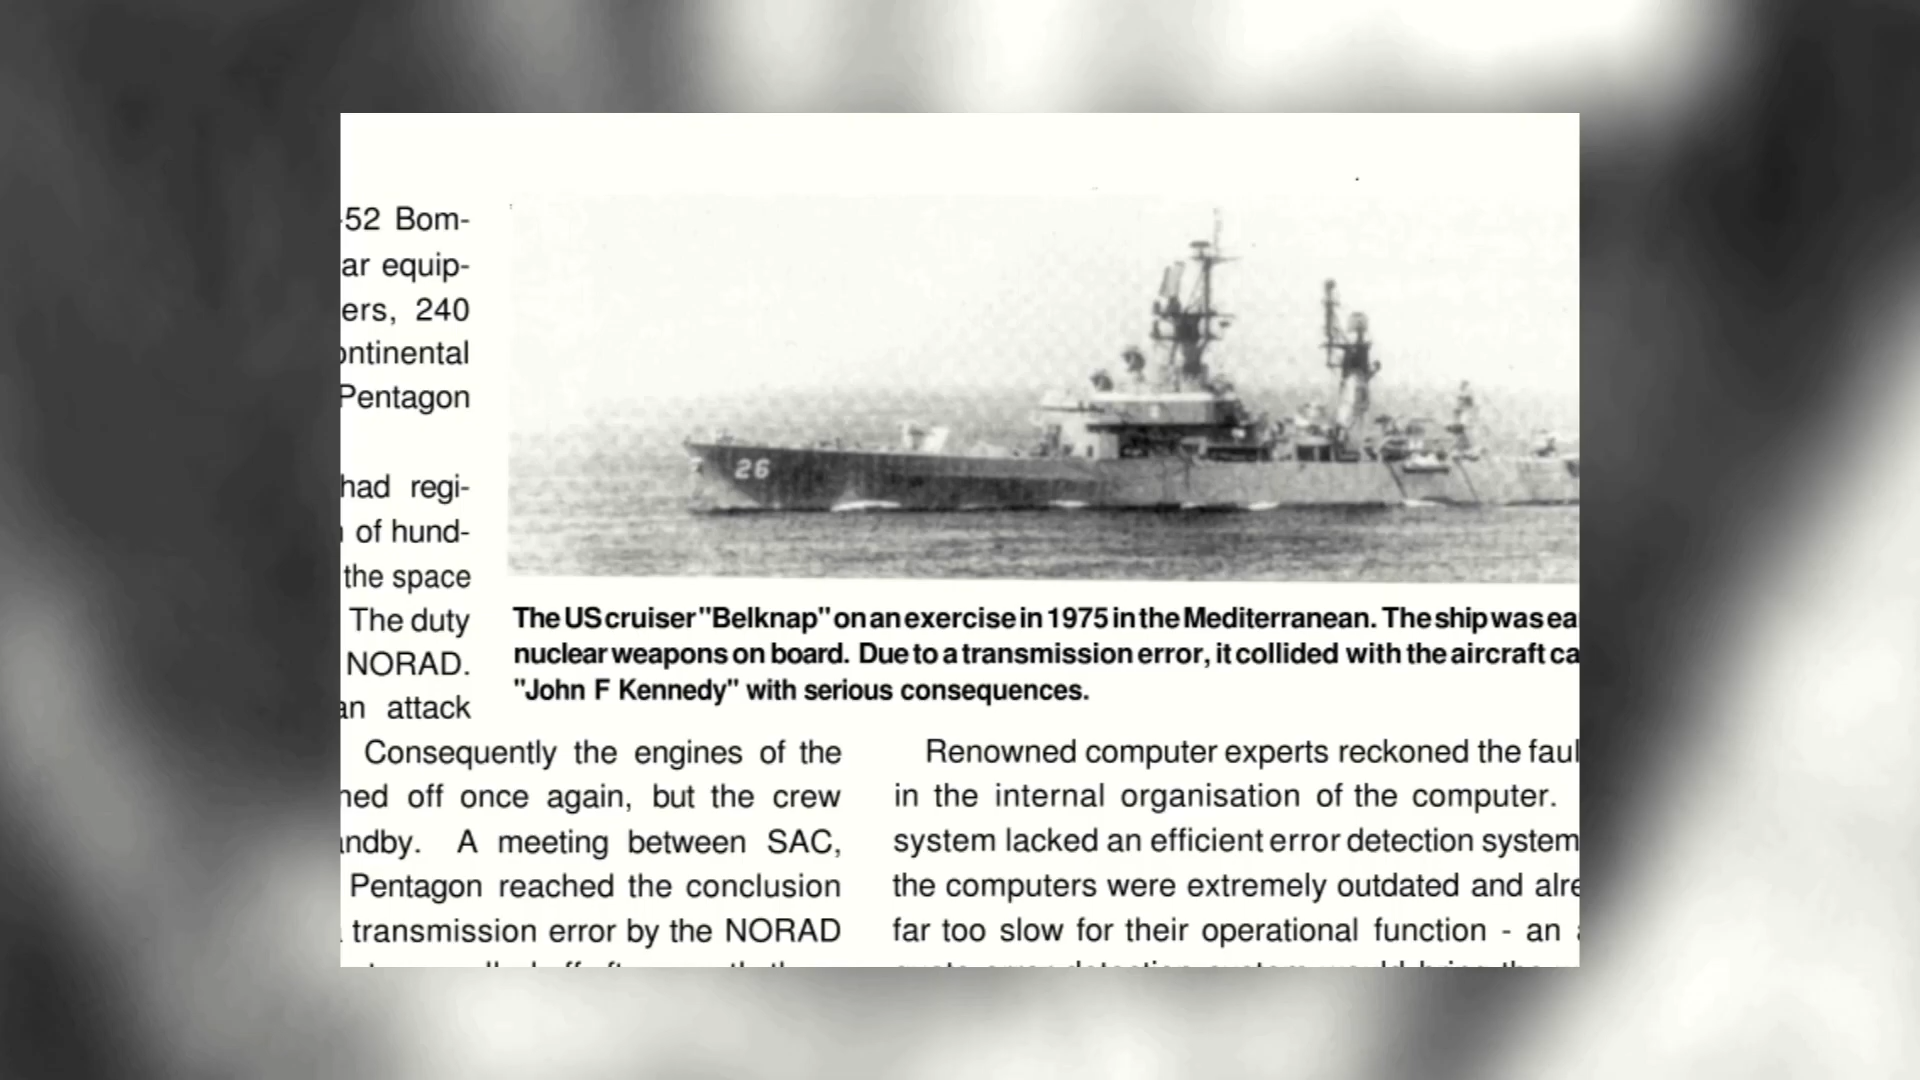 -52 Bom-
ar equip-
ers, 240
ontinental
Pentagon
had regi-
of hund-
the space
The duty
NORAD.
an attack
26
The US cruiser "Belknap" on an exercise in 1975 in the Mediterranean. The ship was ea
nuclear weapons on board. Due to a transmission error, it collided with the aircraft ca
"John F Kennedy" with serious consequences.
Consequently the engines of the
ned off once again, but the crew
andby. A meeting between SAC,
Pentagon reached the conclusion
transmission error by the NORAD
Renowned computer experts reckoned the faul
in the internal organisation of the computer.
system lacked an efficient error detection system
the computers were extremely outdated and alre
far too slow for their operational function - an